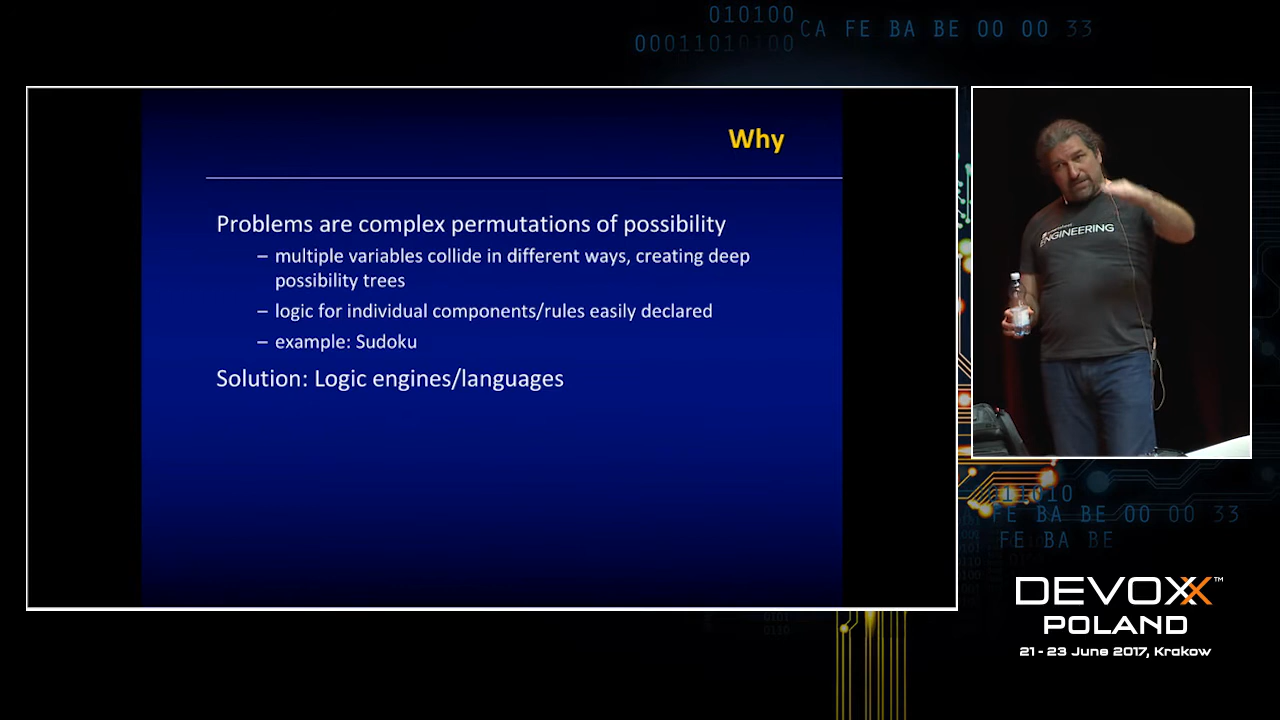 010100
00011010100
CA FE BA BE 00 00 33
Why
Problems are complex permutations of possibility
– multiple variables collide in different ways, creating deep
possibility trees
– logic for individual components/rules easily declared
– example: Sudoku
Solution: Logic engines/languages
ENGINEERING
011010
FE BA BE 00 00 33
FE BA BE
DEVOXX™
POLAND
21 - 23 June 2017, Krakow